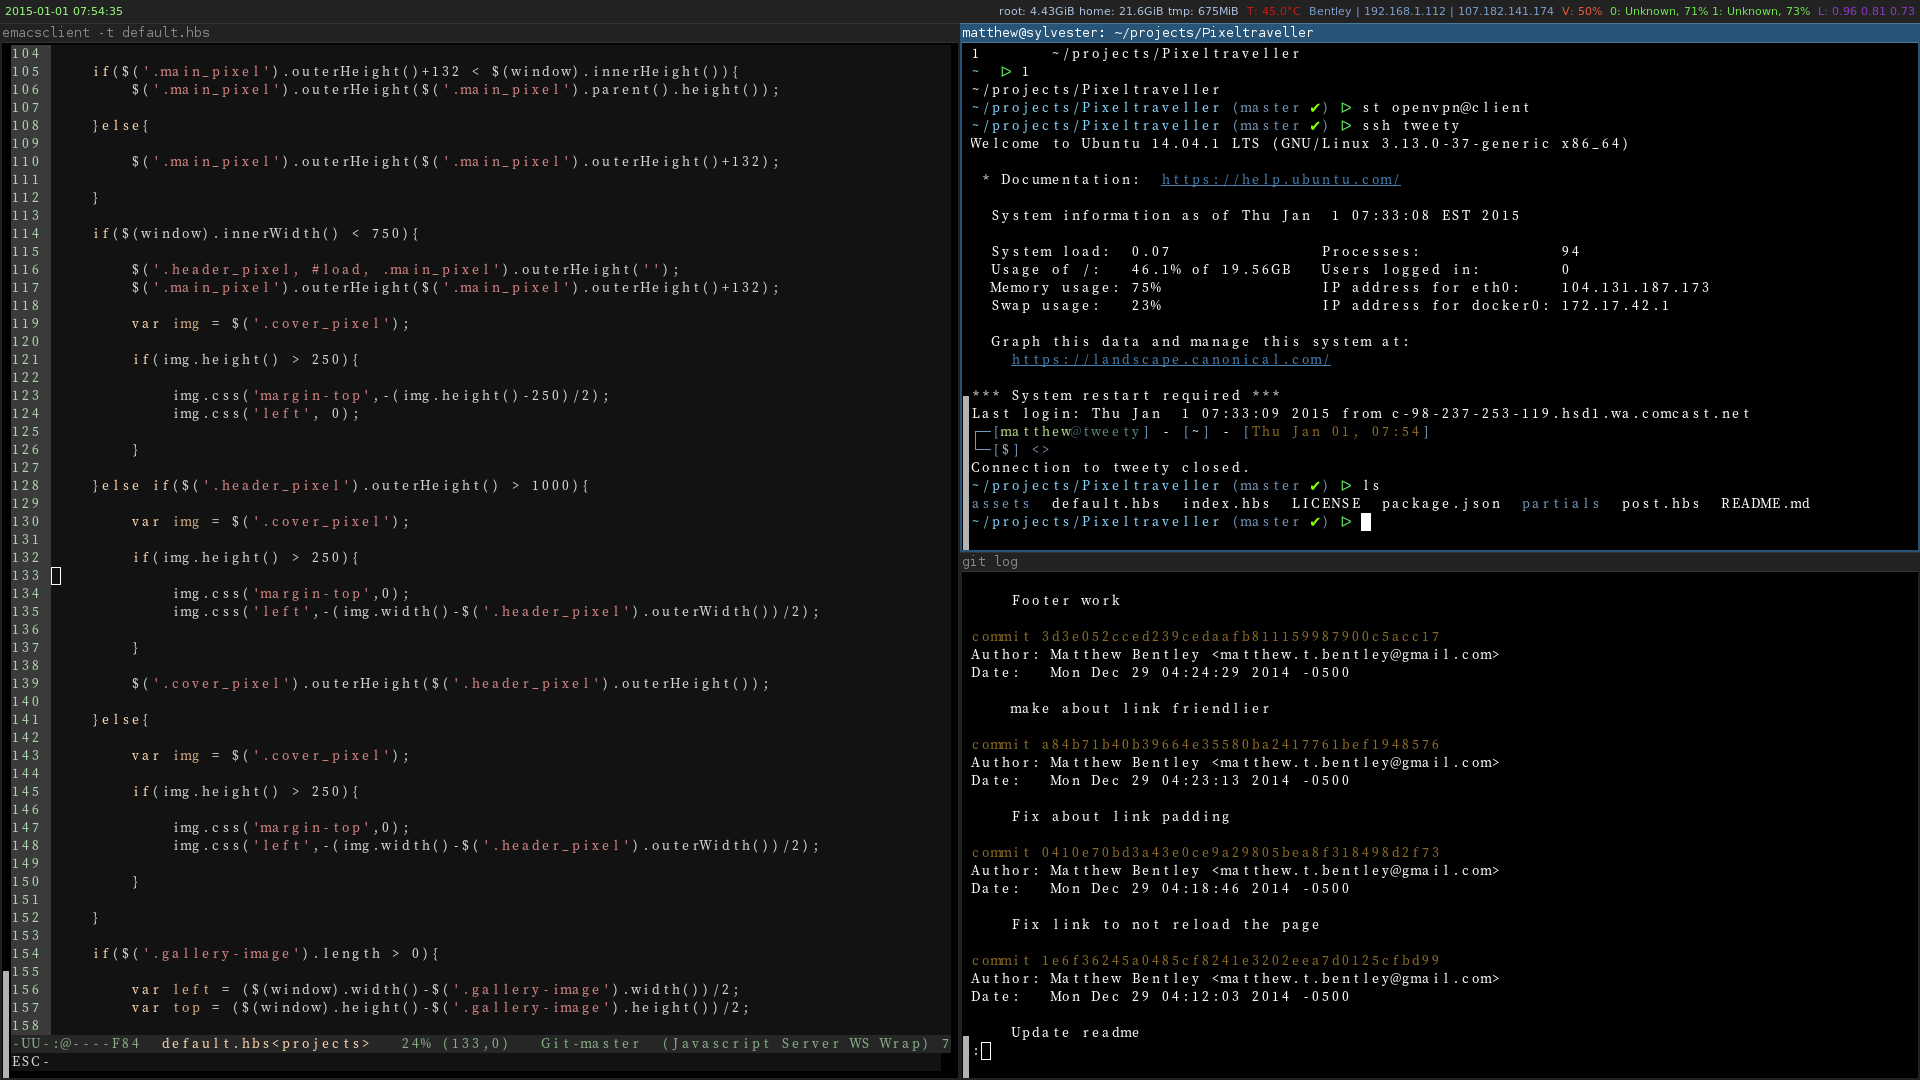 2015-01-01 07:54:35
root: 4.43GiB home: 21.6GiB tmp: 675MiB T: 45.0°C Bentley | 192.168.1.112 | 107.182.141.174 V: 50% 0: Unknown, 71% 1: Unknown, 73% L: 0.96 0.81 0.73
emacsclient -t default.hbs
104
105 if($('.main_pixel').outerHeight()+132 < $(window).innerHeight()){
106 $('.main_pixel').outerHeight($('.main_pixel').parent().height());
107
108 }else{
109
110 $('.main_pixel').outerHeight($('.main_pixel').outerHeight()+132);
111
112 }
113
114 if($(window).innerWidth() < 750){
115
116 $('.header_pixel, #load, .main_pixel').outerHeight('');
117 $('.main_pixel').outerHeight($('.main_pixel').outerHeight()+132);
118
119 var img = $('.cover_pixel');
120
121 if(img.height() > 250){
122
123 img.css('margin-top',-(img.height()-250)/2);
124 img.css('left', 0);
125
126 }
127
128 }else if($('.header_pixel').outerHeight() > 1000){
129
130 var img = $('.cover_pixel');
131
132 if(img.height() > 250){
133
134 img.css('margin-top',0);
135 img.css('left',-(img.width()-$('.header_pixel').outerWidth())/2);
136
137 }
138
139 $('.cover_pixel').outerHeight($('.header_pixel').outerHeight());
140
141 }else{
142
143 var img = $('.cover_pixel');
144
145 if(img.height() > 250){
146
147 img.css('margin-top',0);
148 img.css('left',-(img.width()-$('.header_pixel').outerWidth())/2);
149
150 }
151
152 }
153
154 if($('.gallery-image').length > 0){
155
156 var left = ($(window).width()-$('.gallery-image').width())/2;
157 var top = ($(window).height()-$('.gallery-image').height())/2;
158
-UU-:@----F84 default.hbs<projects> 24% (133,0) Git-master (Javascript Server WS Wrap) 7
ESC-
matthew@sylvester: ~/projects/Pixeltraveller
1 ~/projects/Pixeltraveller
~ ▷ 1
~/projects/Pixeltraveller
~/projects/Pixeltraveller (master ✔) ▷ st openvpn@client
~/projects/Pixeltraveller (master ✔) ▷ ssh tweety
Welcome to Ubuntu 14.04.1 LTS (GNU/Linux 3.13.0-37-generic x86_64)
* Documentation: https://help.ubuntu.com/
System information as of Thu Jan 1 07:33:08 EST 2015
System load: 0.07 Processes: 94
Usage of /: 46.1% of 19.56GB Users logged in: 0
Memory usage: 75% IP address for eth0: 104.131.187.173
Swap usage: 23% IP address for docker0: 172.17.42.1
Graph this data and manage this system at:
https://landscape.canonical.com/
*** System restart required ***
Last login: Thu Jan 1 07:33:09 2015 from c-98-237-253-119.hsd1.wa.comcast.net
┌─[matthew@tweety] - [~] - [Thu Jan 01, 07:54]
└─[$] <>
Connection to tweety closed.
~/projects/Pixeltraveller (master ✔) ▷ ls
assets default.hbs index.hbs LICENSE package.json partials post.hbs README.md
~/projects/Pixeltraveller (master ✔) ▷
git log
Footer work
commit 3d3e052cced239cedaafb811159987900c5acc17
Author: Matthew Bentley <matthew.t.bentley@gmail.com>
Date: Mon Dec 29 04:24:29 2014 -0500
make about link friendlier
commit a84b71b40b39664e35580ba2417761bef1948576
Author: Matthew Bentley <matthew.t.bentley@gmail.com>
Date: Mon Dec 29 04:23:13 2014 -0500
Fix about link padding
commit 0410e70bd3a43e0ce9a29805bea8f318498d2f73
Author: Matthew Bentley <matthew.t.bentley@gmail.com>
Date: Mon Dec 29 04:18:46 2014 -0500
Fix link to not reload the page
commit 1e6f36245a0485cf8241e3202eea7d0125cfbd99
Author: Matthew Bentley <matthew.t.bentley@gmail.com>
Date: Mon Dec 29 04:12:03 2014 -0500
Update readme
: